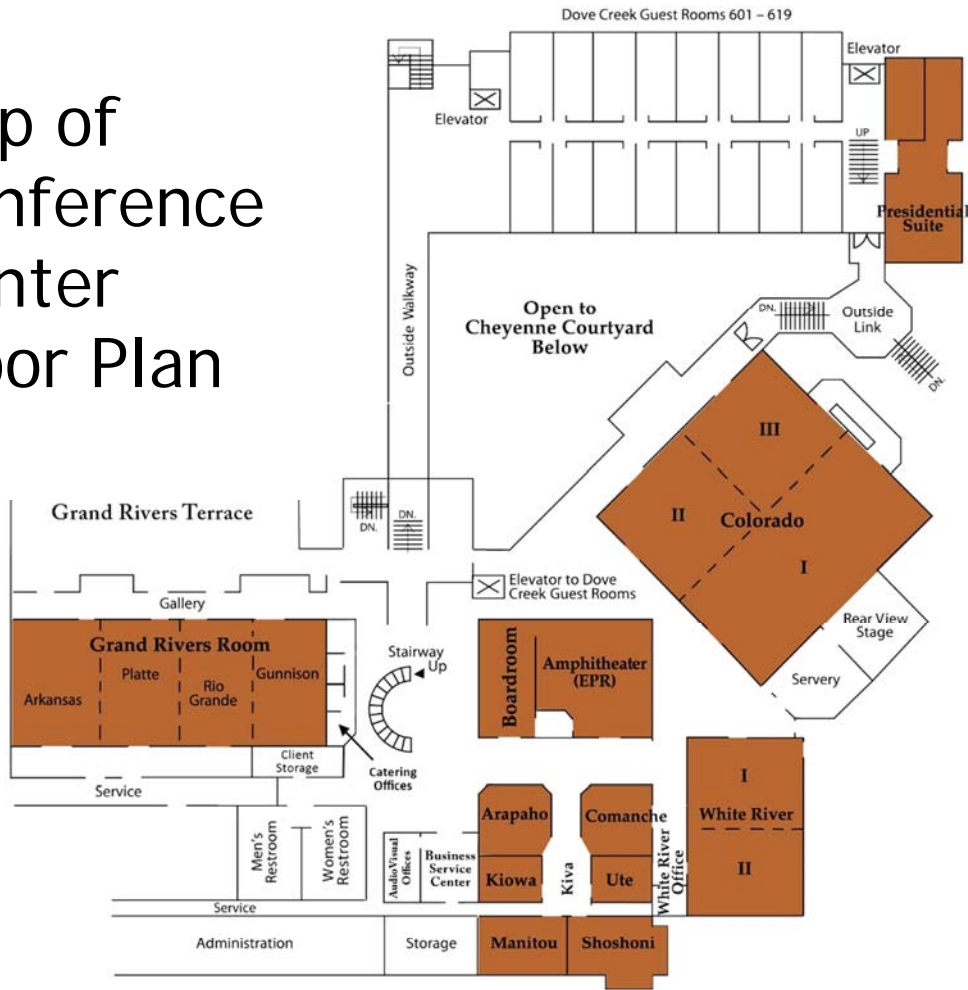 Dove Creek Guest Rooms 601 – 619
p of
nference
nter
oor Plan
Elevator
Elevator
UP
Presidential
Suite
Outside Walkway
Open to
Cheyenne Courtyard
Below
DN.
Outside
Link
DN.
III
II
Colorado
I
Grand Rivers Terrace
DN.
DN.
Elevator to Dove
Creek Guest Rooms
Gallery
Rear View
Stage
Servery
Grand Rivers Room
Arkansas
Platte
Rio
Grande
Gunnison
Stairway
Up
Boardroom
Amphitheater
(EPR)
Client
Storage
Catering
Offices
Service
I
White River
II
Men's
Restroom
Women's
Restroom
AudioVisual
Offices
Business
Service
Center
Arapaho
Comanche
Kiowa
Kiva
Ute
White River
Office
Service
Administration
Storage
Manitou
Shoshoni